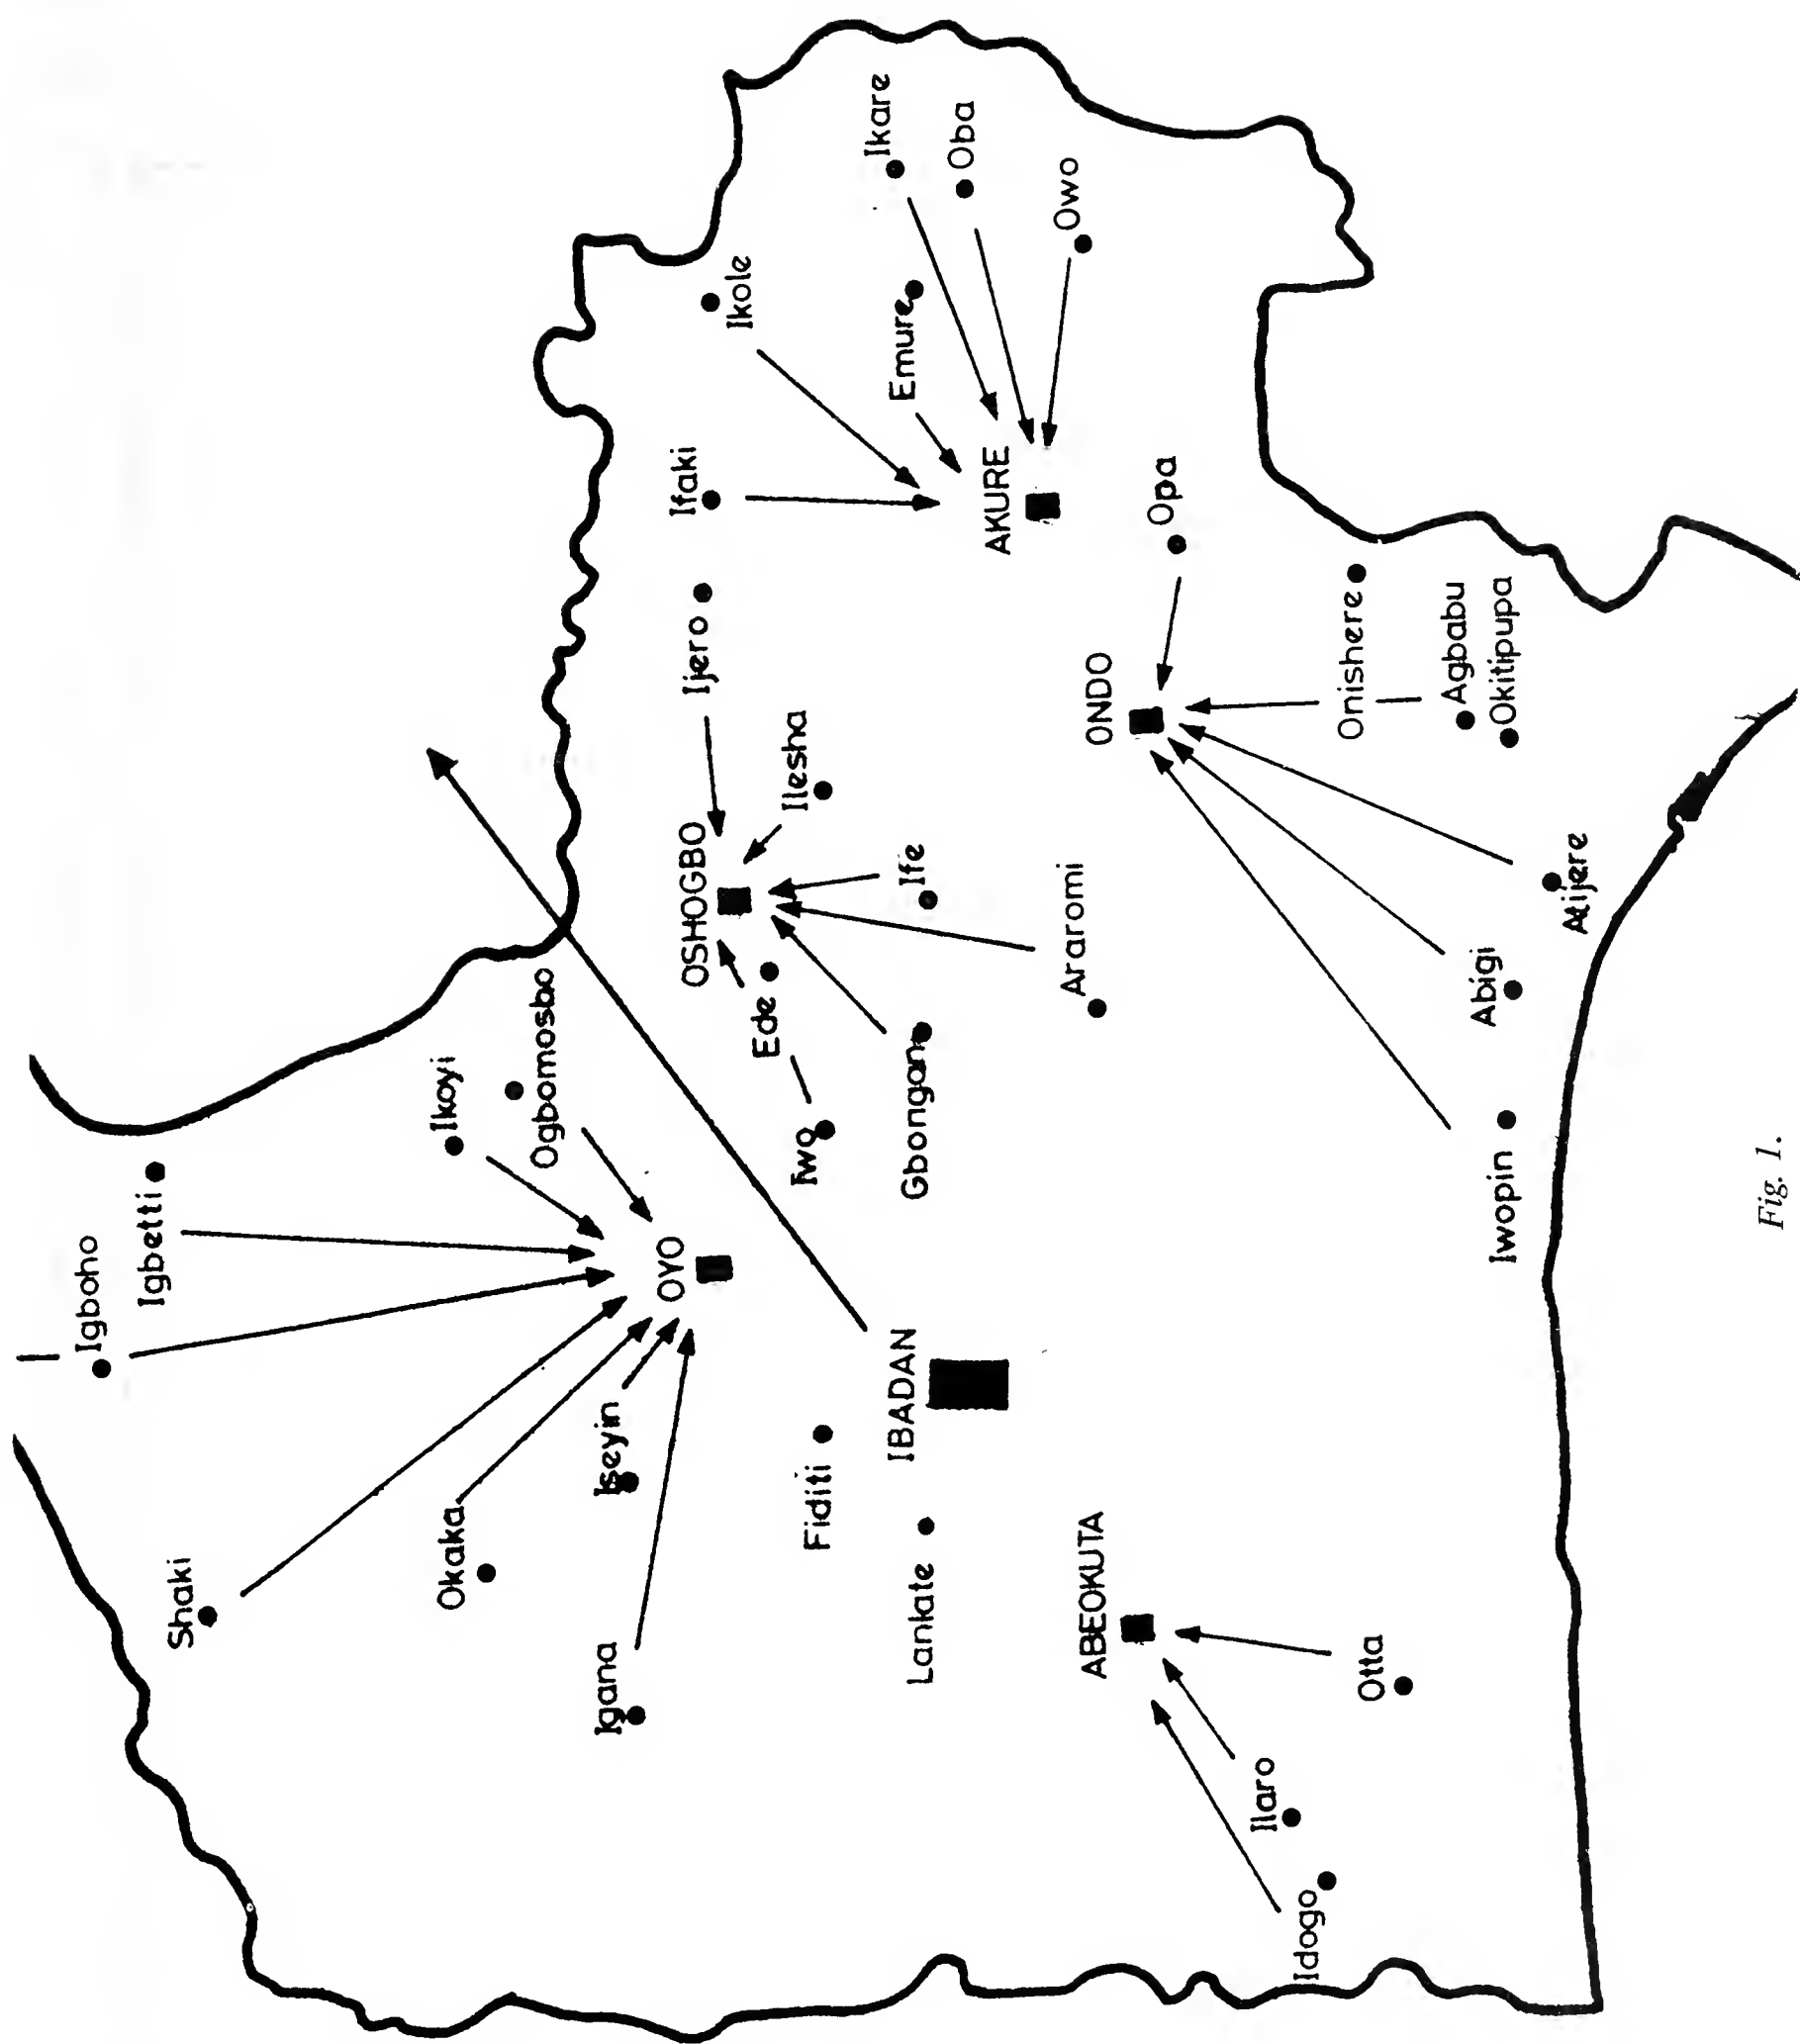 Igboho
Igbetti
Shaki
Ikoyi
Ogbomosbo
Okaka
Iseyin
Igana
OYO
Fiditi
IBADAN
Lanlate
ABEOKUTA
Otta
Ilaro
Idogo
OSHOGBO
Ijero
Ilesha
Ede
Iwo
Ife
Gbongan
Araromi
Ifaki
Ikole
Emure
Ikare
Oba
Owo
AKURE
Opa
ONDO
Onishere
Agbabu
Okitipupa
Atijere
Abigi
Iwopin
Fig. 1.